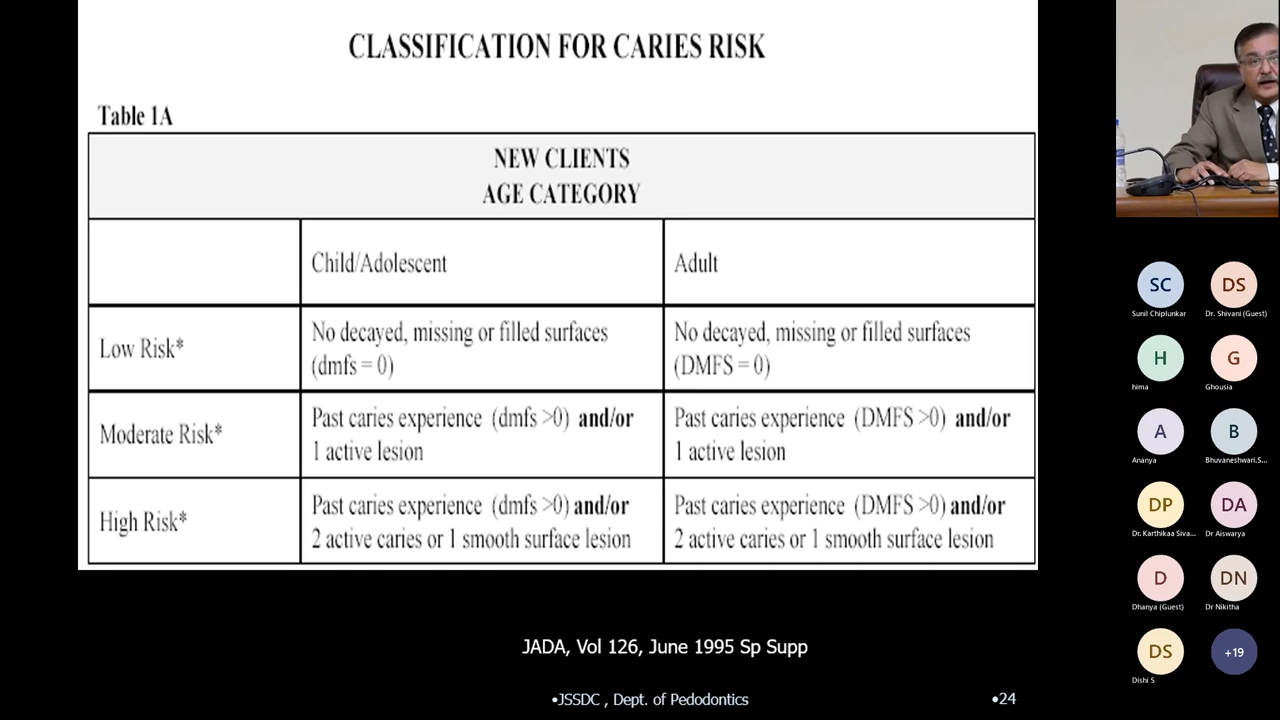 CLASSIFICATION FOR CARIES RISK
Table 1A
NEW CLIENTS
AGE CATEGORY
Child/Adolescent
Adult
Low Risk*
No decayed, missing or filled surfaces
(dmfs = 0)
No decayed, missing or filled surfaces
(DMFS = 0)
Moderate Risk*
Past caries experience (dmfs >0) and/or
1 active lesion
Past caries experience (DMFS >0) and/or
1 active lesion
High Risk*
Past caries experience (dmfs >0) and/or
2 active caries or 1 smooth surface lesion
Past caries experience (DMFS >0) and/or
2 active caries or 1 smooth surface lesion
JADA, Vol 126, June 1995 Sp Supp
•JSSDC , Dept. of Pedodontics
•24
SC
DS
Sunil Chiplunkar
Dr. Shivani (Guest)
H
G
hima
Ghousia
A
B
Ananya
Bhuvaneshwari.S...
DP
DA
Dr. Karthikaa Siva...
Dr Aiswarya
D
DN
Dhanya (Guest)
Dr Nikitha
DS
+19
Dishi S